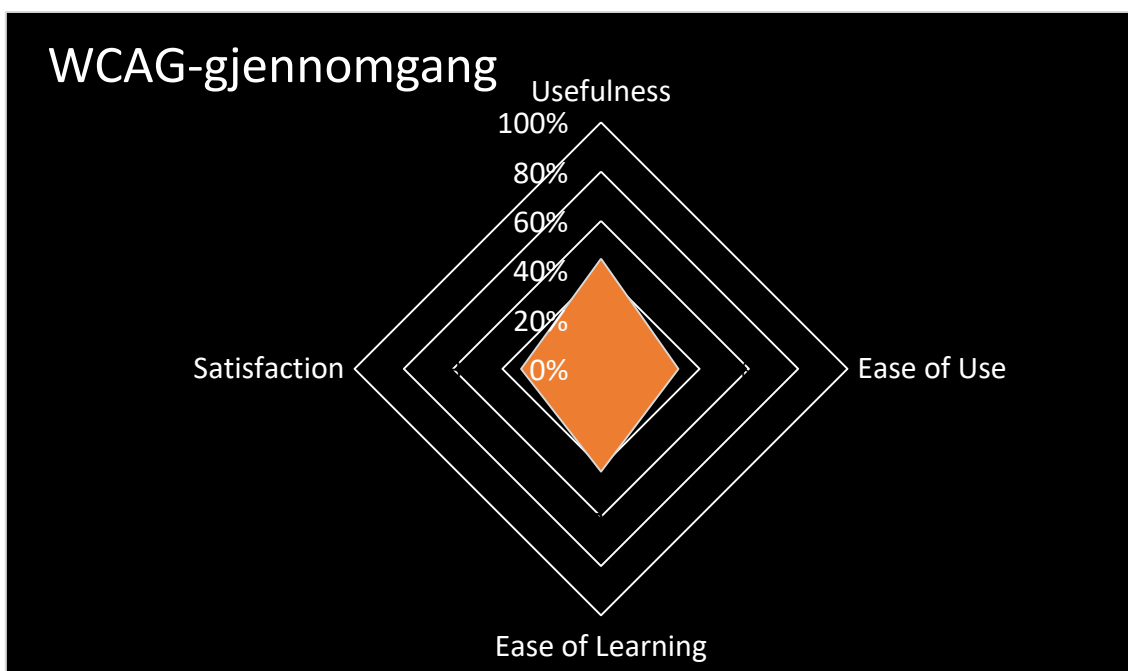 WCAG-gjennomgang
Usefulness
100%
80%
60%
40%
20%
0%
Satisfaction
Ease of Use
Ease of Learning